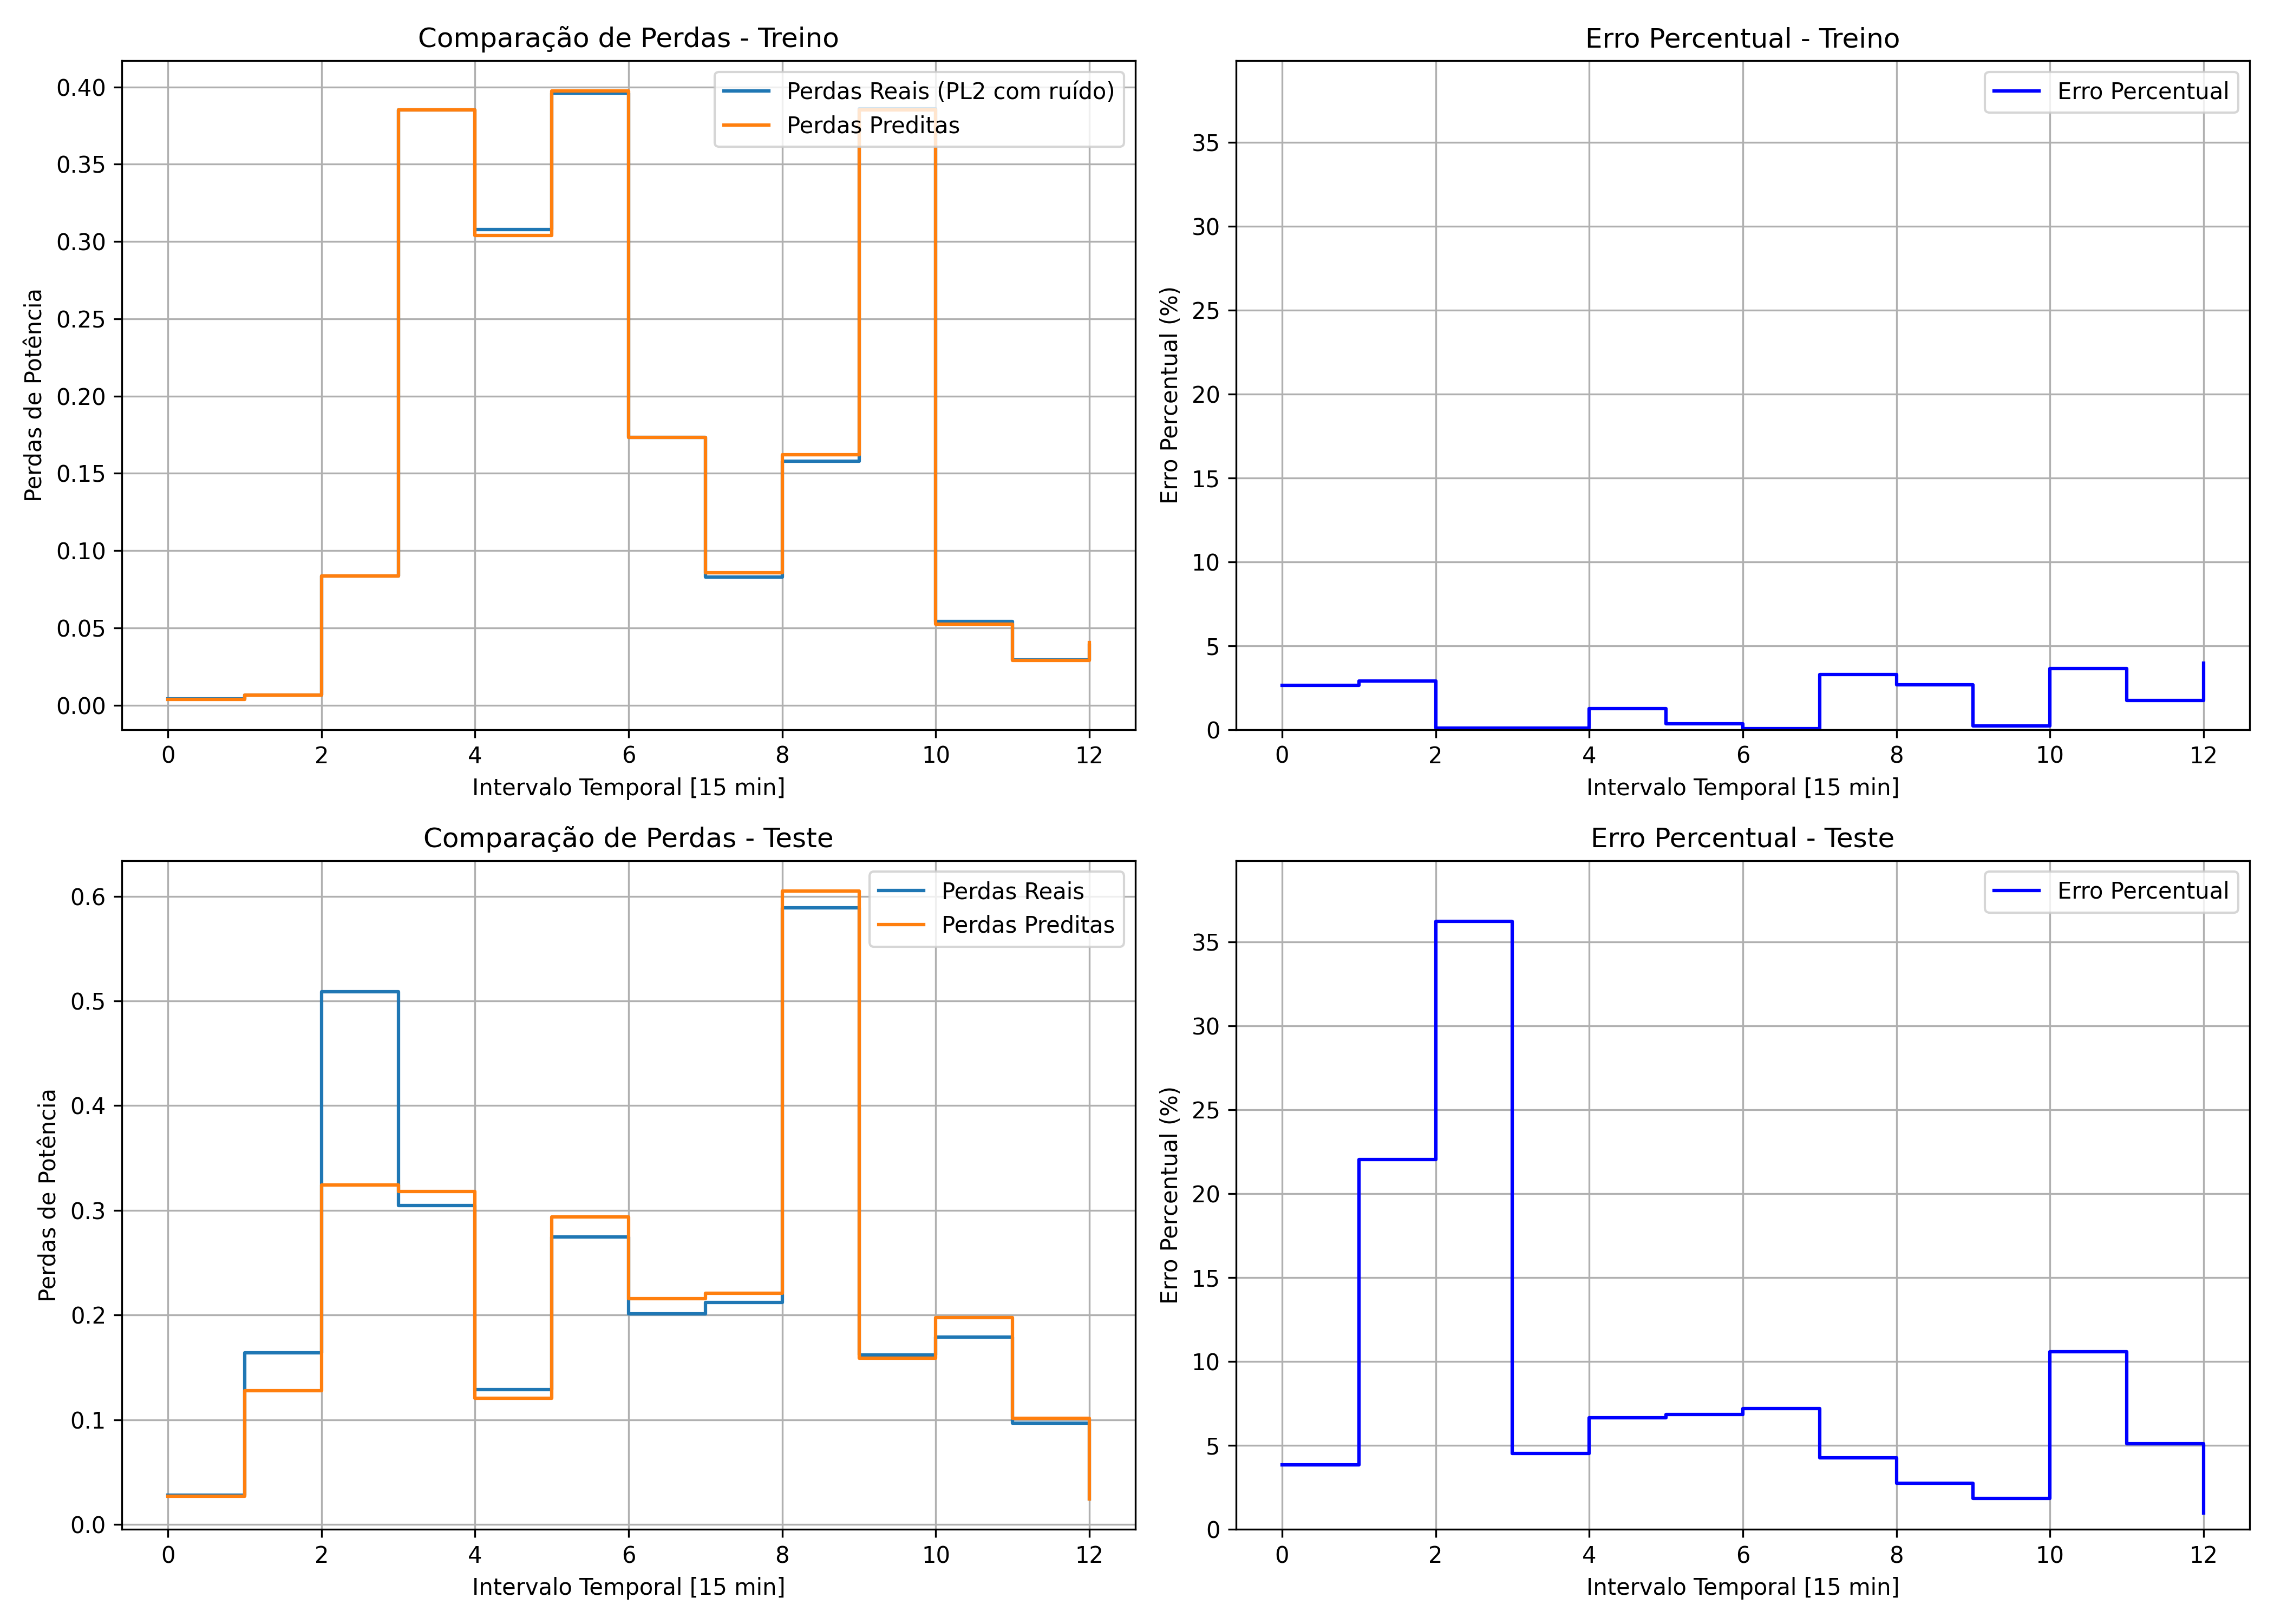 Comparação de Perdas - Treino
Perdas de Potência
0.40
0.35
0.30
0.25
0.20
0.15
0.10
0.05
0.00
Perdas Reais (PL2 com ruído)
Perdas Preditas
0 2 4 6 8 10 12
Intervalo Temporal [15 min]
Erro Percentual - Treino
Erro Percentual (%)
35
30
25
20
15
10
5
0
Erro Percentual
0 2 4 6 8 10 12
Intervalo Temporal [15 min]
Comparação de Perdas - Teste
Perdas de Potência
0.6
0.5
0.4
0.3
0.2
0.1
0.0
Perdas Reais
Perdas Preditas
0 2 4 6 8 10 12
Intervalo Temporal [15 min]
Erro Percentual - Teste
Erro Percentual (%)
35
30
25
20
15
10
5
0
Erro Percentual
0 2 4 6 8 10 12
Intervalo Temporal [15 min]